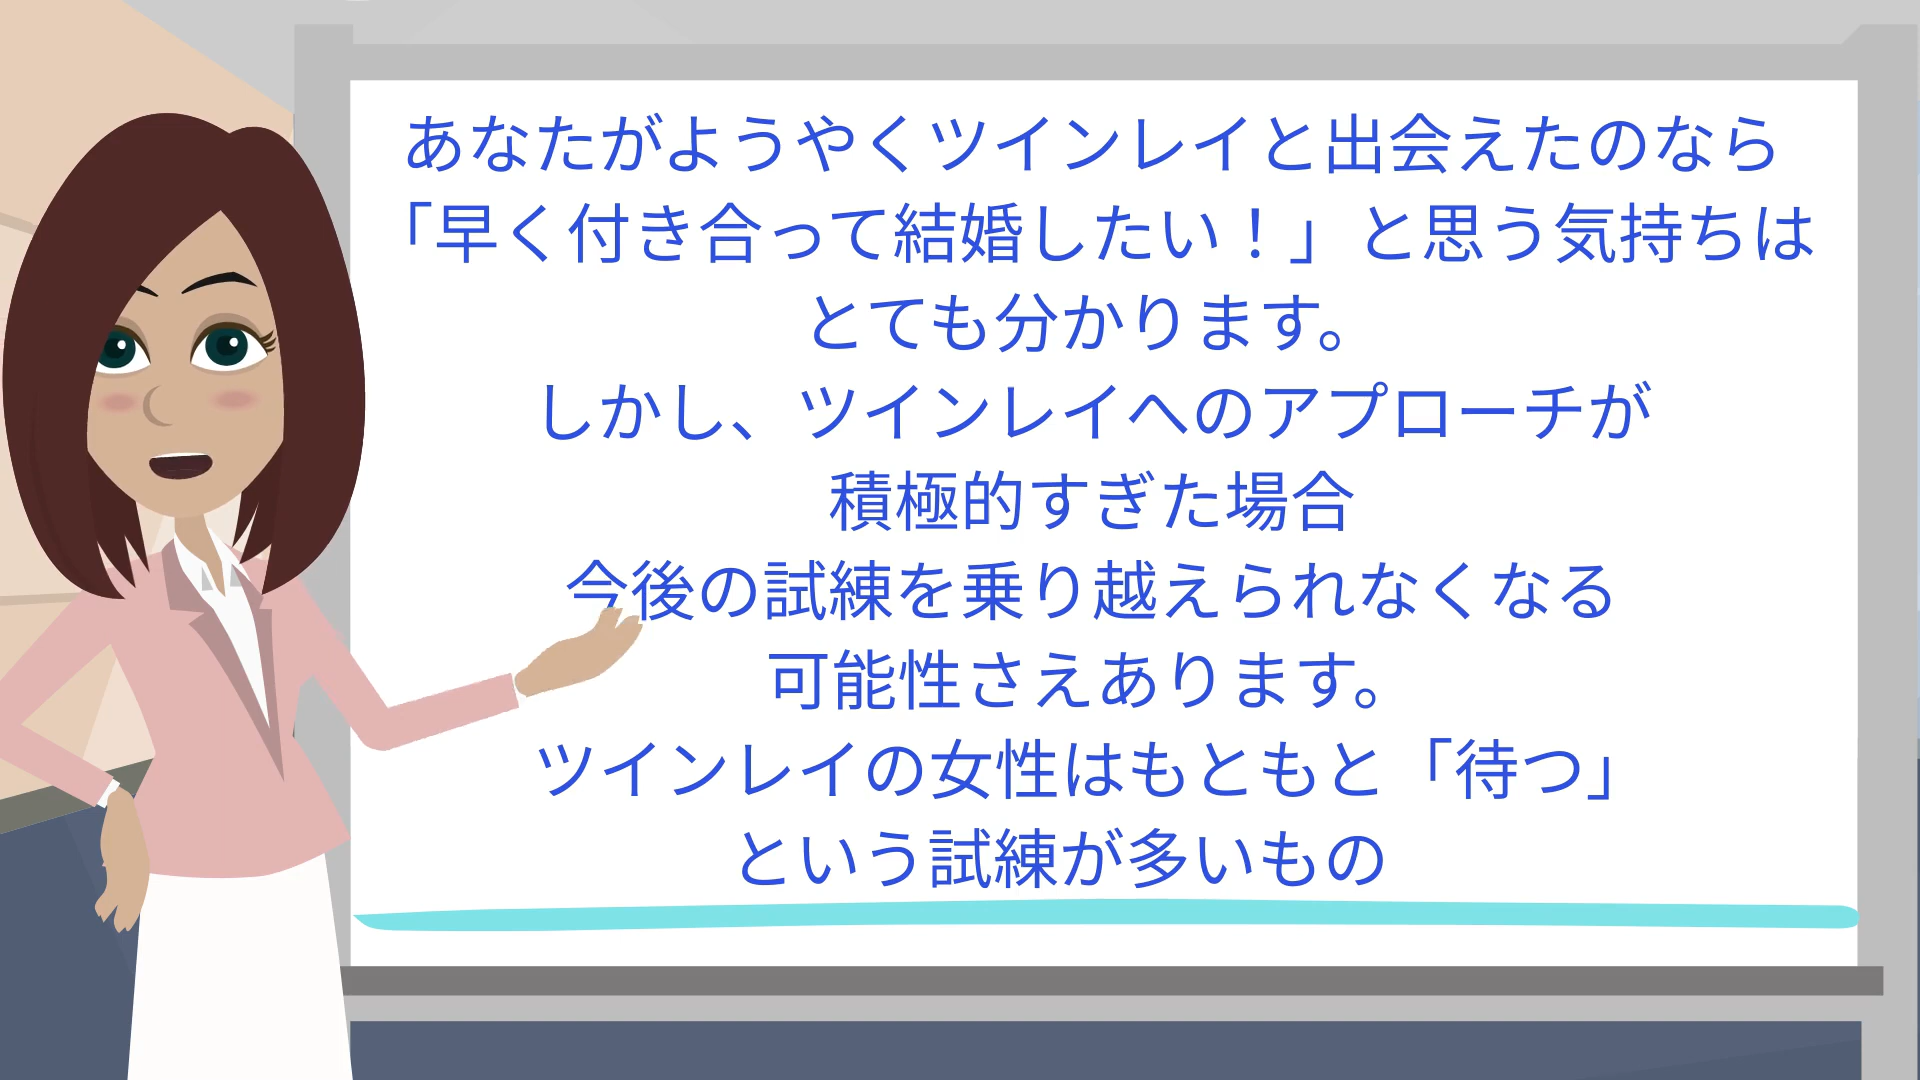 あなたがようやくツインレイと出会えたのなら
「早く付き合って結婚したい！」と思う気持ちは
とても分かります。
しかし、ツインレイへのアプローチが
積極的すぎた場合
今後の試練を乗り越えられなくなる
可能性さえあります。
ツインレイの女性はもともと「待つ」
という試練が多いもの